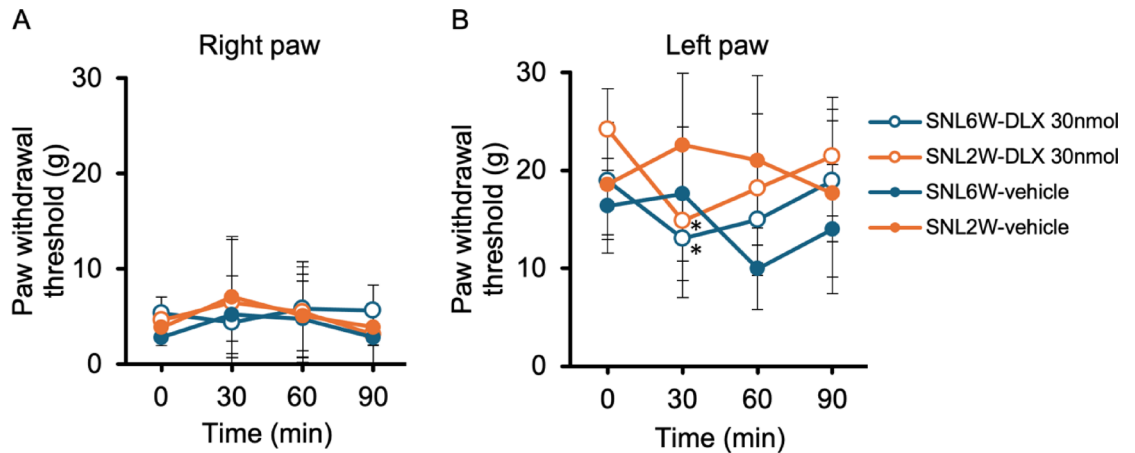 A
Right paw
Paw withdrawal
threshold (g)
30
20
10
0
0 30 60 90
Time (min)
B
Left paw
Paw withdrawal
threshold (g)
30
20
10
0
*
*
0 30 60 90
Time (min)
SNL6W-DLX 30nmol
SNL2W-DLX 30nmol
SNL6W-vehicle
SNL2W-vehicle